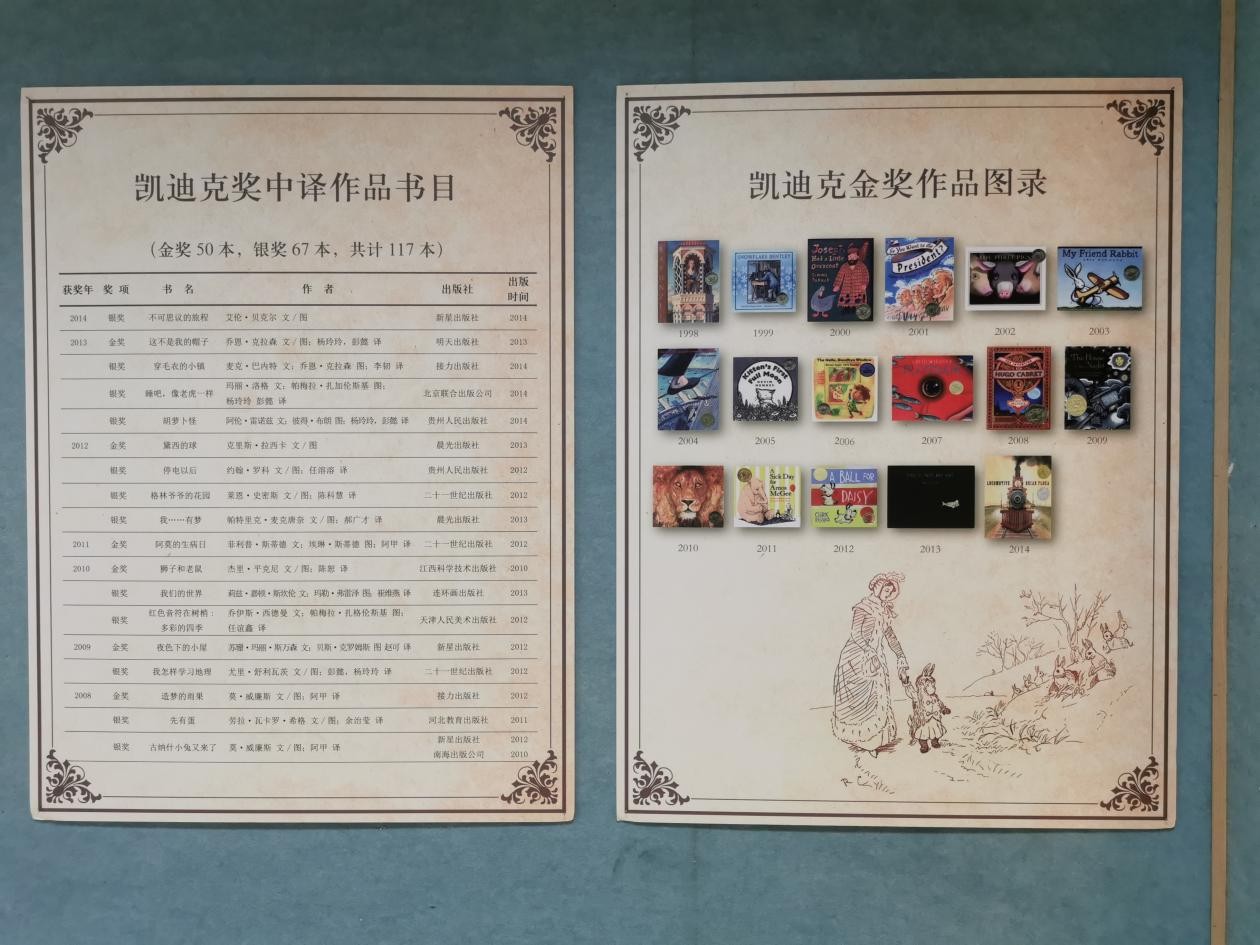 凯迪克奖中译作品书目
（金奖 50 本，银奖 67 本，共计 117 本）
获奖年 奖 项 书 名 作 者 出版社 出版时间
2014 银奖 不可思议的旅程 艾伦·贝克尔 文/图 新星出版社 2014
2013 金奖 这不是我的帽子 乔恩·克拉森 文/图；杨玲玲，彭懿 译 明天出版社 2013
银奖 穿毛衣的小镇 麦克·巴内特 文；乔恩·克拉森 图；李韧 译 接力出版社 2014
银奖 睡吧，像老虎一样 玛丽·洛格 文；帕梅拉·扎加伦斯基 图；
杨玲玲 彭懿 译 北京联合出版公司 2014
银奖 胡萝卜怪 阿伦·雷诺兹 文；彼得·布朗 图；杨玲玲，彭懿 译 贵州人民出版社 2014
2012 金奖 黛西的球 克里斯·拉西卡 文/图 晨光出版社 2013
银奖 停电以后 约翰·罗科 文/图；任溶溶 译 贵州人民出版社 2012
银奖 格林爷爷的花园 莱恩·史密斯 文/图；陈科慧 译 二十一世纪出版社 2012
银奖 我……有梦 帕特里克·麦克唐奈 文/图；郝广才 译 晨光出版社 2013
2011 金奖 阿莫的生病日 菲利普·斯蒂德 文；埃琳·斯蒂德 图；阿甲 译 二十一世纪出版社 2012
2010 金奖 狮子和老鼠 杰里·平克尼 文/图；陈恕 译 江西科学技术出版社 2010
银奖 我们的世界 莉兹·嘉顿·斯坎伦 文；玛勒·弗雷泽 图；崔维燕 译 连环画出版社 2013
银奖 红色音符在树梢：多彩的四季 乔伊斯·西德曼 文；帕梅拉·扎格伦斯基 图；
任谊鑫 译 天津人民美术出版社 2012
2009 金奖 夜色下的小屋 苏珊·玛丽·斯万森 文；贝斯·克罗姆斯 图 赵可 译 新星出版社 2012
银奖 我怎样学习地理 尤里·舒利瓦茨 文/图；彭懿，杨玲玲 译 二十一世纪出版社 2012
2008 金奖 造梦的雨果 莫·威廉斯 文/图；阿甲 译 接力出版社 2012
银奖 先有蛋 劳拉·瓦卡罗·希格 文/图；余治莹 译 河北教育出版社 2011
银奖 古纳什小兔又来了 莫·威廉斯 文/图；阿甲 译 新星出版社 2012
南海出版公司 2010
凯迪克金奖作品图录
SNOWFLAKE BENTLEY
Joseph Had a Little Overcoat
So You Want to Be President?
My Friend Rabbit
1998 1999 2000 2001 2002 2003
Kitten's First Full Moon
The Hello, Goodbye Window
HUGO CABRET
The House in the Night
2004 2005 2006 2007 2008 2009
A Sick Day for Amos McGee
A BALL FOR DAISY
LOCOMOTIVE BRIAN FLOCA
2010 2011 2012 2013 2014